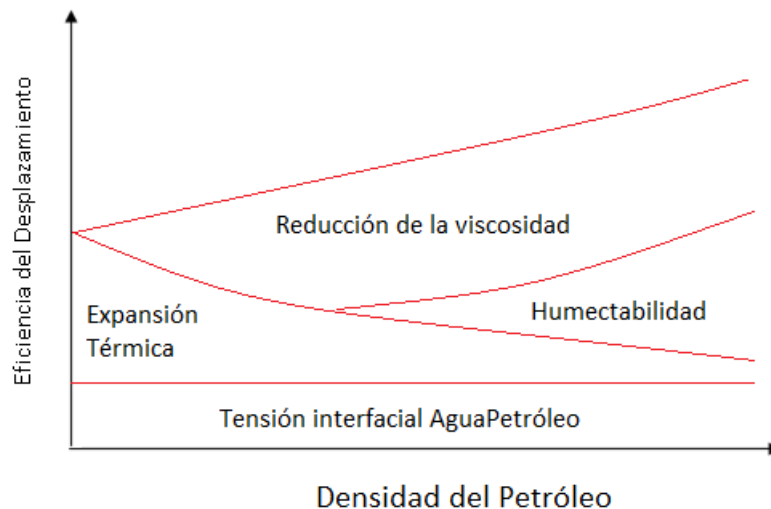 Eficiencia del Desplazamiento
Reducción de la viscosidad
Expansión
Térmica
Humectabilidad
Tensión interfacial AguaPetróleo
Densidad del Petróleo